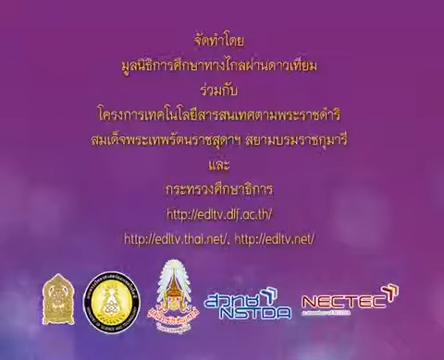 จัดทำโดย
มูลนิธิการศึกษาทางไกลผ่านดาวเทียม
ร่วมกับ
โครงการเทคโนโลยีสารสนเทศตามพระราชดำริ
สมเด็จพระเทพรัตนราชสุดาฯ สยามบรมราชกุมารี
และ
กระทรวงศึกษาธิการ
http://edltv.dlf.ac.th/
http://edltv.thai.net/, http://edltv.net/
สวทช
NSTDA
NECTEC